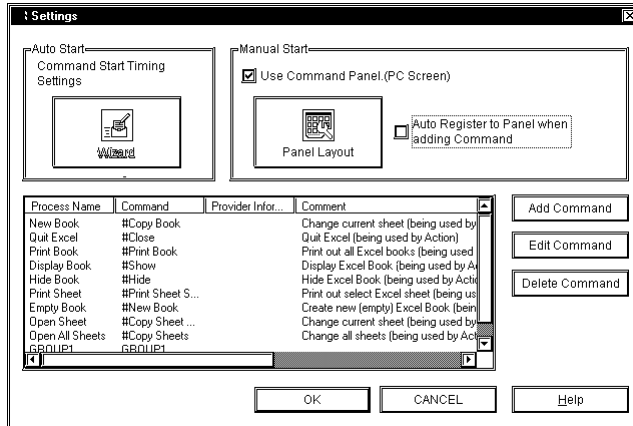 Settings
Auto Start
Command Start Timing
Settings
Wizard
Manual Start
Use Command Panel.(PC Screen)
Panel Layout
Auto Register to Panel when
adding Command
Process Name Command Provider Infor... Comment
New Book #Copy Book Change current sheet (being used by
Quit Excel #Close Quit Excel (being used by Action)
Print Book #Print Book Print out all Excel books (being used
Display Book #Show Display Excel Book (being used by A
Hide Book #Hide Hide Excel Book (being used by Actio
Print Sheet #Print Sheet S... Print out select Excel sheet (being us
Empty Book #New Book Create new (empty) Excel Book (bein
Open Sheet #Copy Sheet ... Change current sheet (being used by
Open All Sheets #Copy Sheets Change all sheets (being used by Act
GROUP1 GROUP1
Add Command
Edit Command
Delete Command
OK CANCEL Help